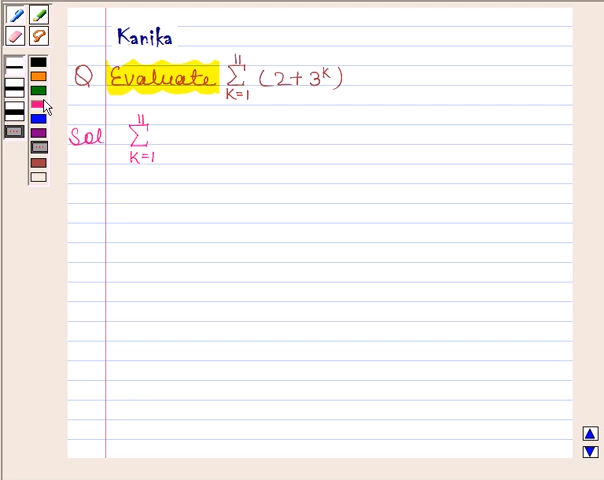 Kanika
Q Evaluate 11 Σ K=1 (2+3^K)
Sol 11 Σ K=1